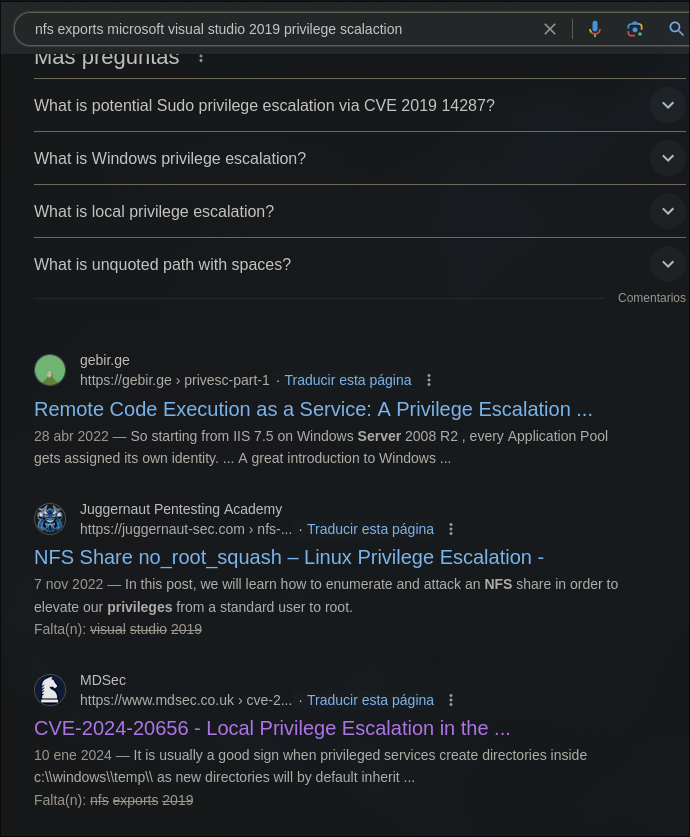 nfs exports microsoft visual studio 2019 privilege scalaction
Más preguntas
What is potential Sudo privilege escalation via CVE 2019 14287?
What is Windows privilege escalation?
What is local privilege escalation?
What is unquoted path with spaces?
Comentarios
gebir.ge
https://gebir.ge › privesc-part-1 · Traducir esta página
Remote Code Execution as a Service: A Privilege Escalation ...
28 abr 2022 — So starting from IIS 7.5 on Windows Server 2008 R2 , every Application Pool
gets assigned its own identity. ... A great introduction to Windows ...
Juggernaut Pentesting Academy
https://juggernaut-sec.com › nfs-... · Traducir esta página
NFS Share no_root_squash – Linux Privilege Escalation -
7 nov 2022 — In this post, we will learn how to enumerate and attack an NFS share in order to
elevate our privileges from a standard user to root.
Falta(n): visual studio 2019
MDSec
https://www.mdsec.co.uk › cve-2... · Traducir esta página
CVE-2024-20656 - Local Privilege Escalation in the ...
10 ene 2024 — It is usually a good sign when privileged services create directories inside
c:\\windows\\temp\\ as new directories will by default inherit ...
Falta(n): nfs exports 2019